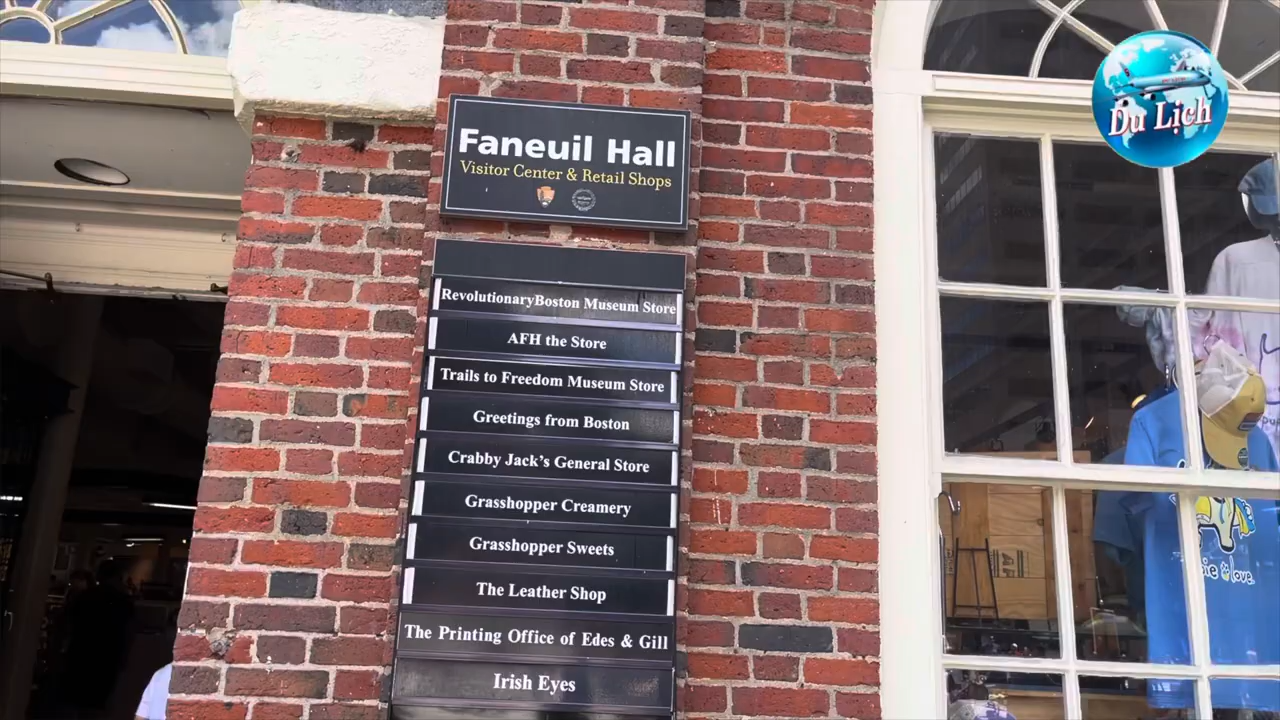 Du Lịch
Faneuil Hall
Visitor Center & Retail Shops
RevolutionaryBoston Museum Store
AFH the Store
Trails to Freedom Museum Store
Greetings from Boston
Crabby Jack's General Store
Grasshopper Creamery
Grasshopper Sweets
The Leather Shop
The Printing Office of Edes & Gill
Irish Eyes
love.